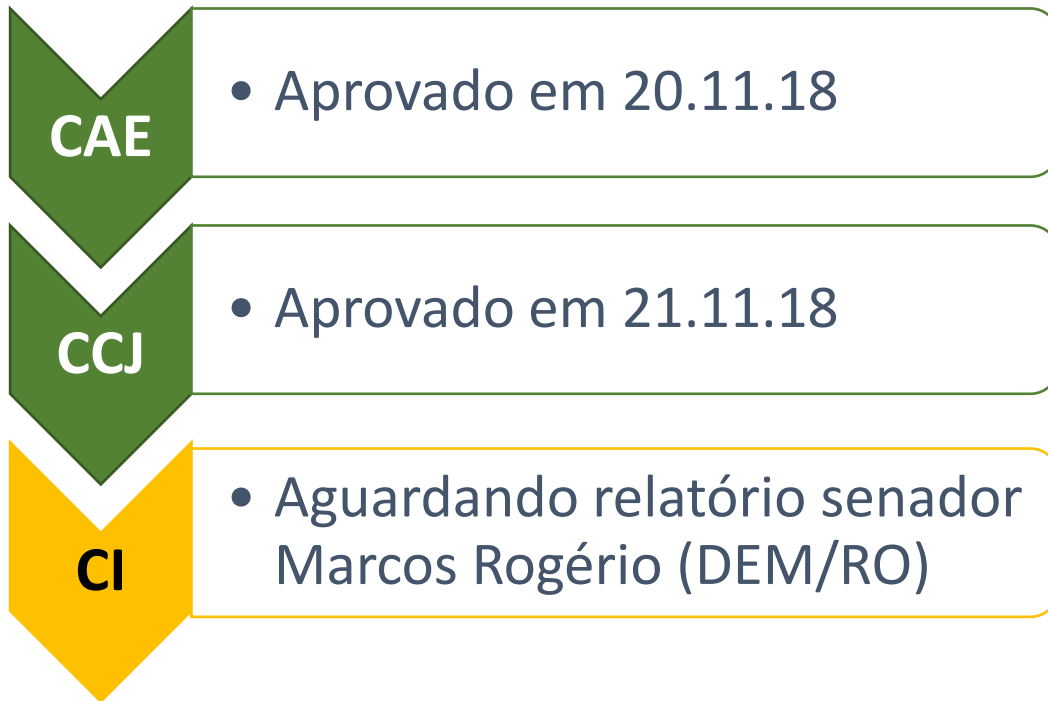 CAE
• Aprovado em 20.11.18
CCJ
• Aprovado em 21.11.18
CI
• Aguardando relatório senador
Marcos Rogério (DEM/RO)